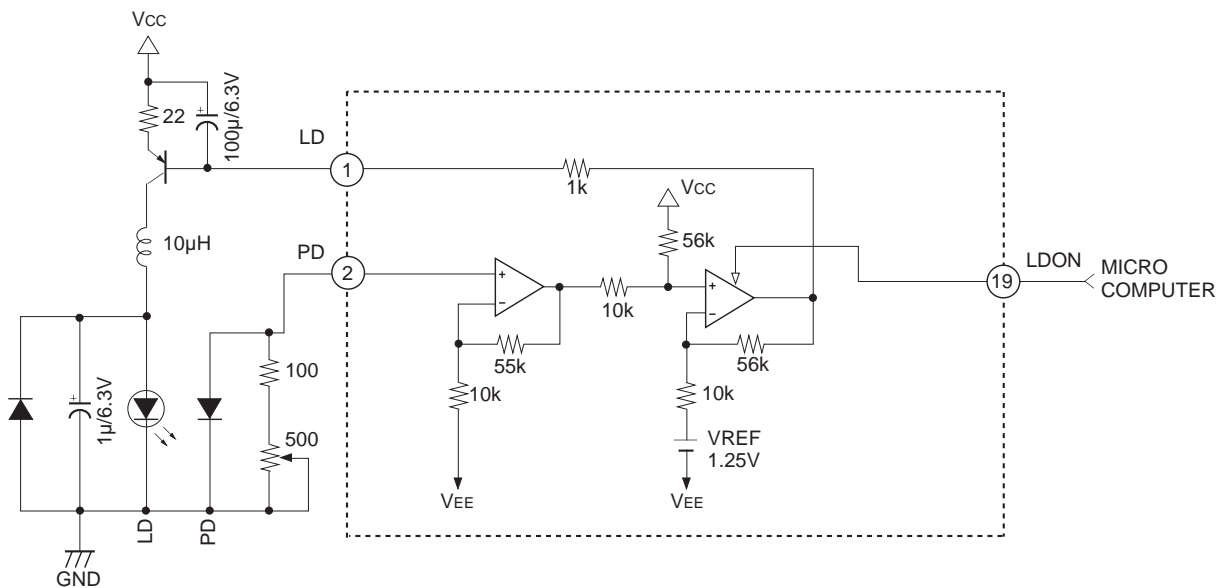 VCC
22
100µ/6.3V
LD
1
1k
VCC
56k
10µH
PD
2
+
−
10k
+
−
19
LDON
MICRO
COMPUTER
55k
56k
10k
10k
100
500
1µ/6.3V
VREF
1.25V
VEE
VEE
LD
PD
GND